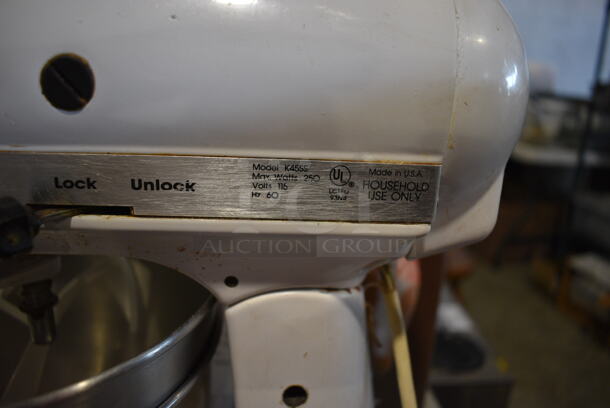 Lock Unlock
Model K45SS
Max. Watts 250
Volts 115
Hz 60
UL
LISTED
Made in U.S.A.
HOUSEHOLD
USE ONLY
AUCTION GROUP